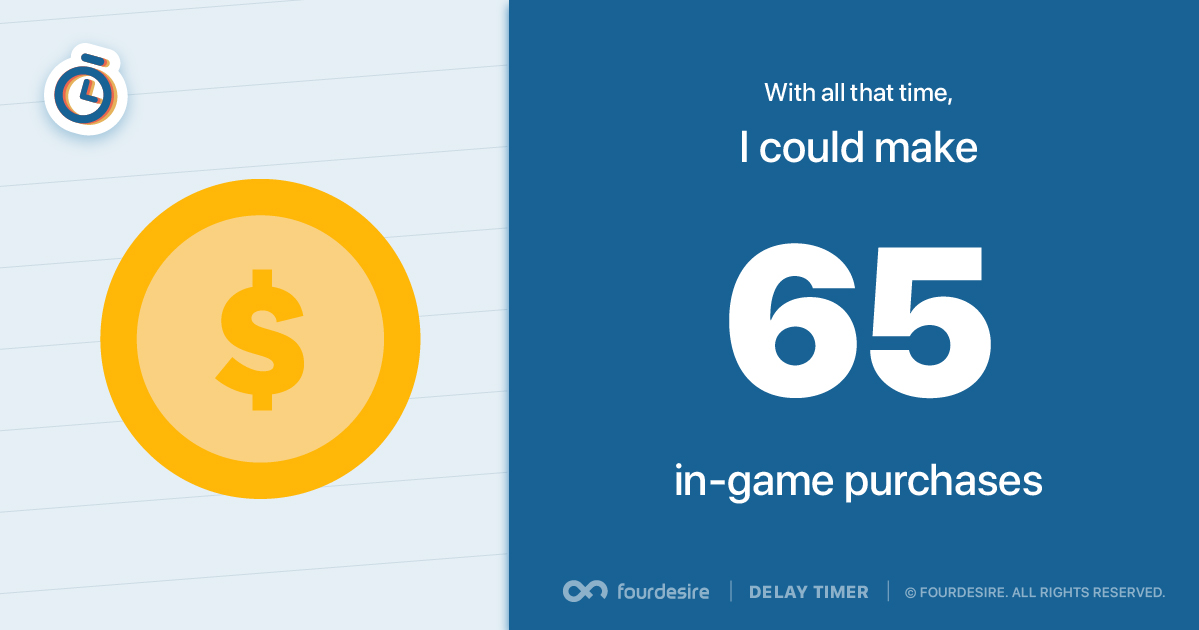 With all that time,
I could make
65
in-game purchases
fourdesire | DELAY TIMER | © FOURDESIRE. ALL RIGHTS RESERVED.
$